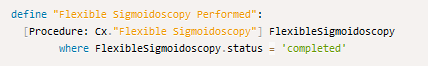 define "Flexible Sigmoidoscopy Performed":
[Procedure: Cx."Flexible Sigmoidoscopy"] FlexibleSigmoidoscopy
where FlexibleSigmoidoscopy.status = 'completed'